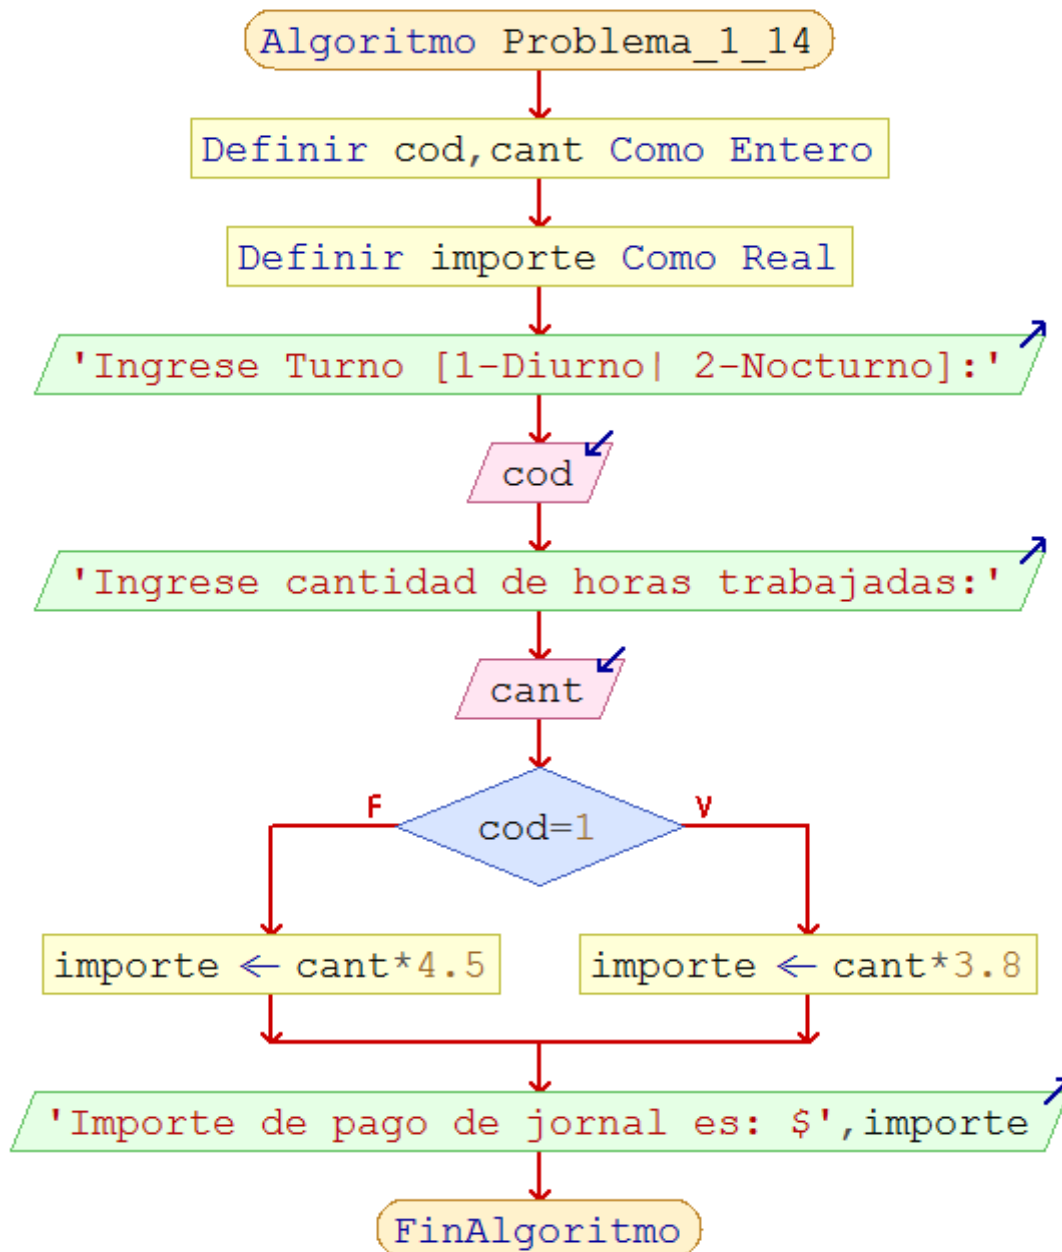 Algoritmo Problema_1_14
Definir cod,cant Como Entero
Definir importe Como Real
'Ingrese Turno [1-Diurno| 2-Nocturno]:'
cod
'Ingrese cantidad de horas trabajadas:'
cant
F
V
cod=1
importe ← cant*4.5
importe ← cant*3.8
'Importe de pago de jornal es: $',importe
FinAlgoritmo